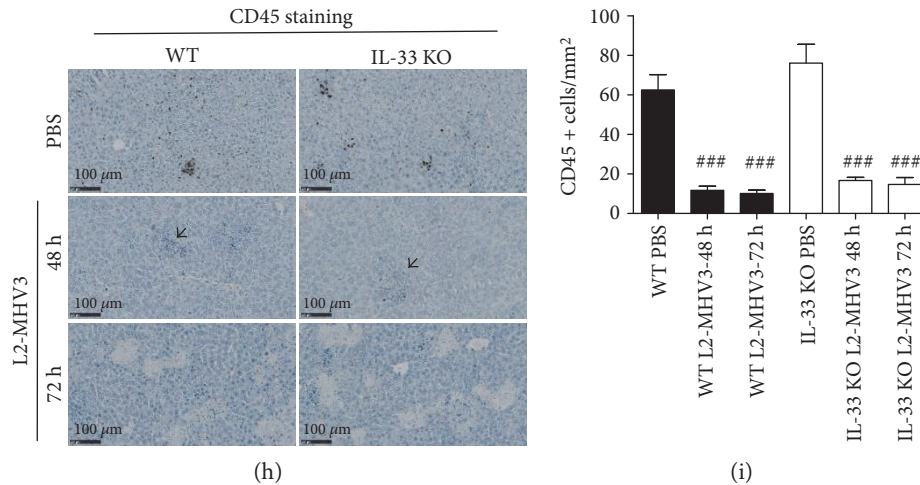 CD45 staining
WT
IL-33 KO
PBS
100 μm
100 μm
L2-MHV3
48 h
100 μm
100 μm
72 h
100 μm
100 μm
(h)
CD45 + cells/mm²
100
80
60
40
20
0
###
###
###
###
WT PBS
WT L2-MHV3-48 h
WT L2-MHV3-72 h
IL-33 KO PBS
IL-33 KO L2-MHV3 48 h
IL-33 KO L2-MHV3 72 h
(i)